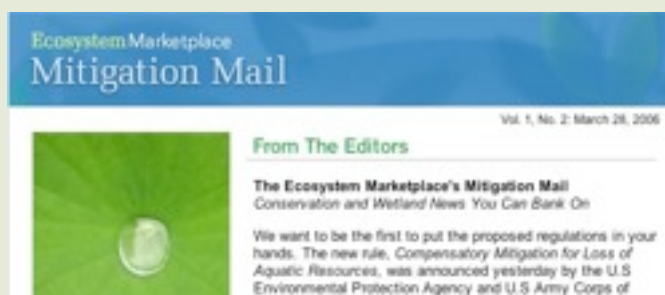 Ecosystem Marketplace
Mitigation Mail
Vol. 1, No. 2: March 28, 2006
From The Editors
The Ecosystem Marketplace's Mitigation Mail
Conservation and Wetland News You Can Bank On
We want to be the first to put the proposed regulations in your
hands. The new rule, Compensatory Mitigation for Loss of
Aquatic Resources, was announced yesterday by the U.S
Environmental Protection Agency and U.S Army Corps of